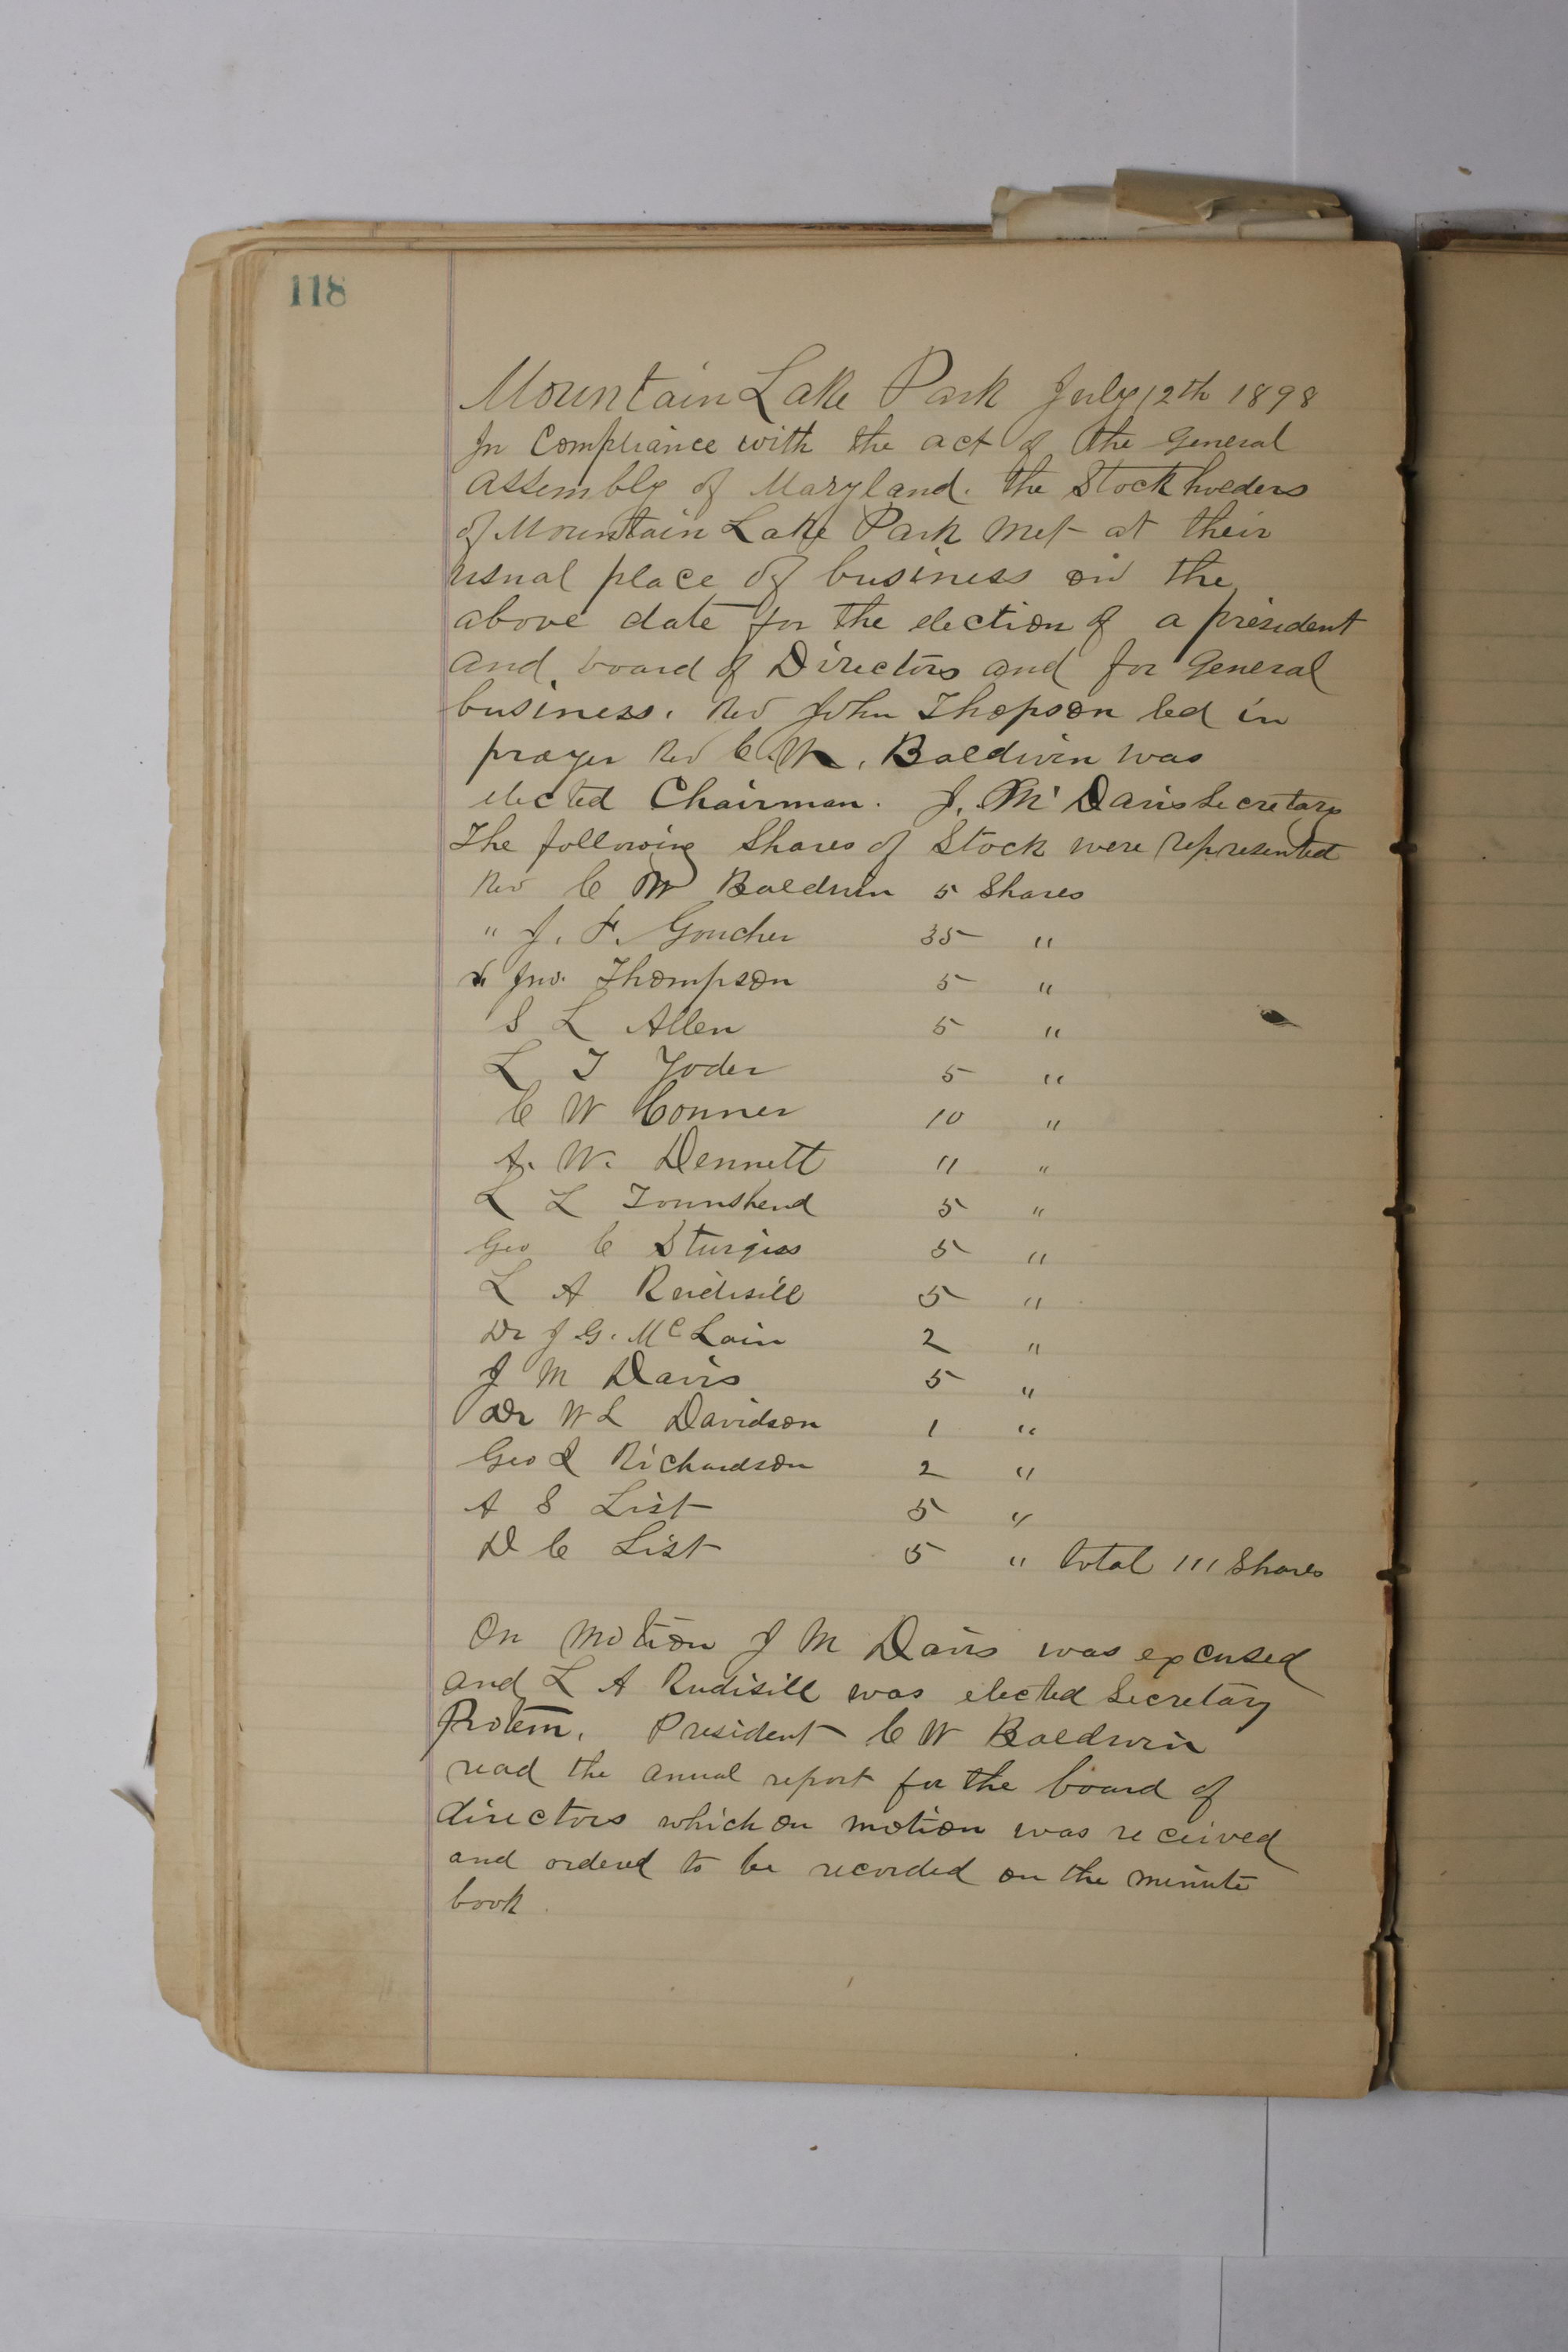 118
Mountain Lake Park July 12th 1898
In Compliance with the act of the General
Assembly of Maryland. the Stockholders
of Mountain Lake Park met at their
usual place of business on the
above date for the election of a president
and board of Directors and for General
business. Rev John Thopson led in
prayer Rev C. W. Baldwin was
elected Chairman. J. M. Davis Secretary
The following Shares of Stock were represented
Rev C W Baldwin 5 Shares
" J. F. Goucher 35 "
" Jno. Thompson 5 "
S L Allen 5 "
L T Yoder 5 "
C W Conner 10 "
A. W. Dennett 11 "
L L Townshend 5 "
Geo C Sturgiss 5 "
L A Rudisill 5 "
Dr J G. McLain 2 "
J M Davis 5 "
Dr W L Davidson 1 "
Geo L Richardson 2 "
A S List 5 "
D C List 5 " total 111 Shares
On motion J M Davis was excused
and L A Rudisill was elected Secretary
Protem. President C W Baldwin
read the annual report for the board of
directors which on motion was received
and ordered to be recorded on the minute
book